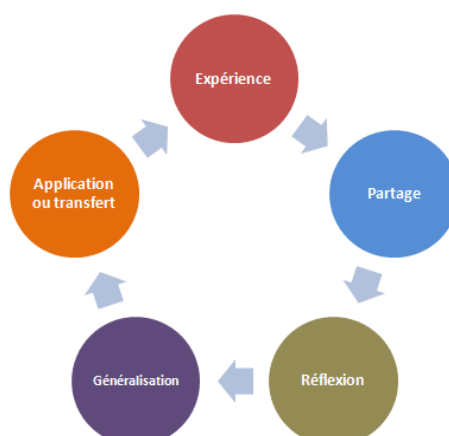 Expérience
Partage
Réflexion
Généralisation
Application
ou transfert